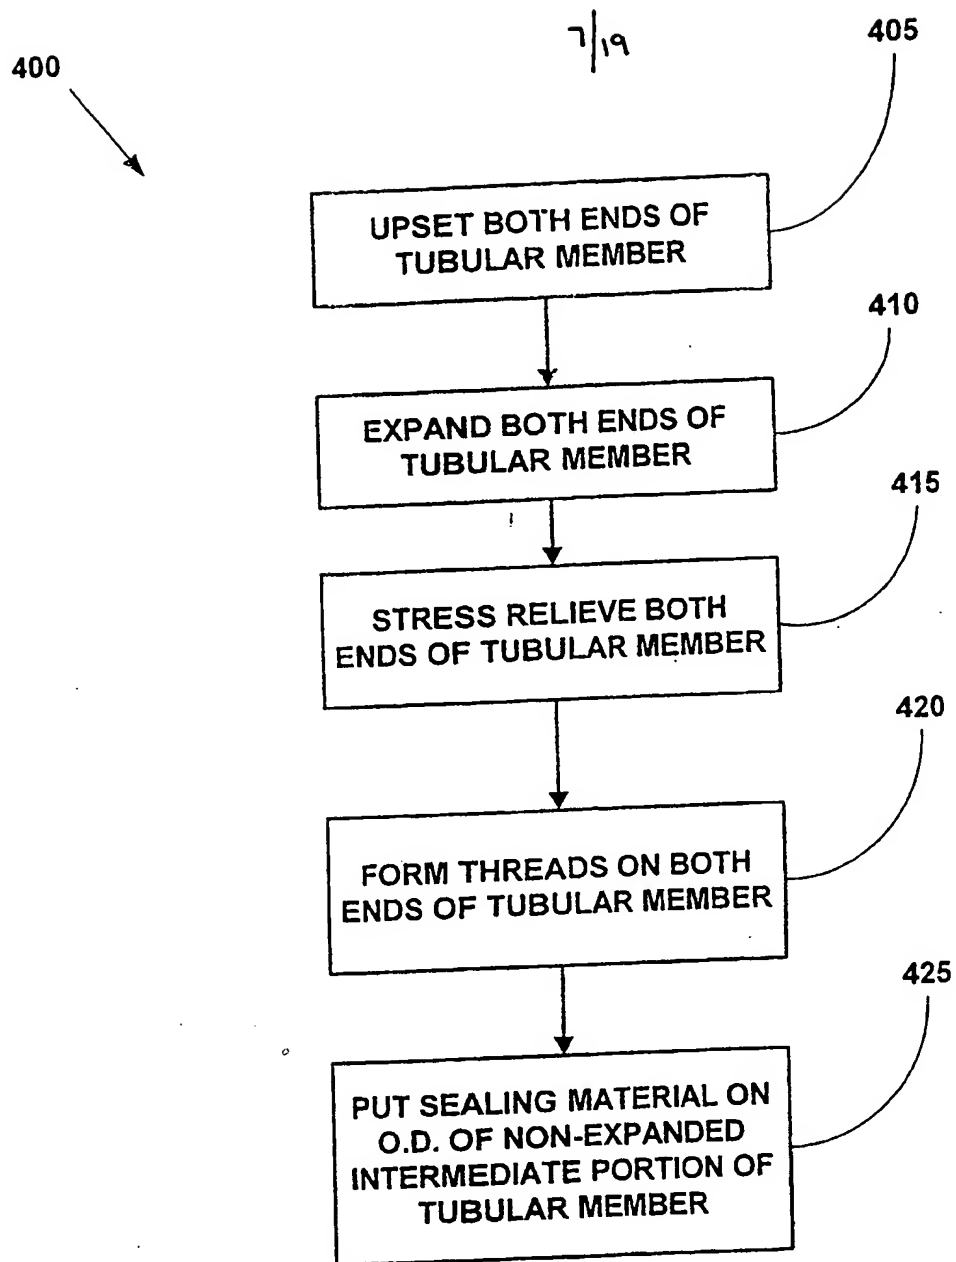 7/19
400
405
UPSET BOTH ENDS OF
TUBULAR MEMBER
410
EXPAND BOTH ENDS OF
TUBULAR MEMBER
415
STRESS RELIEVE BOTH
ENDS OF TUBULAR MEMBER
420
FORM THREADS ON BOTH
ENDS OF TUBULAR MEMBER
425
PUT SEALING MATERIAL ON
O.D. OF NON-EXPANDED
INTERMEDIATE PORTION OF
TUBULAR MEMBER